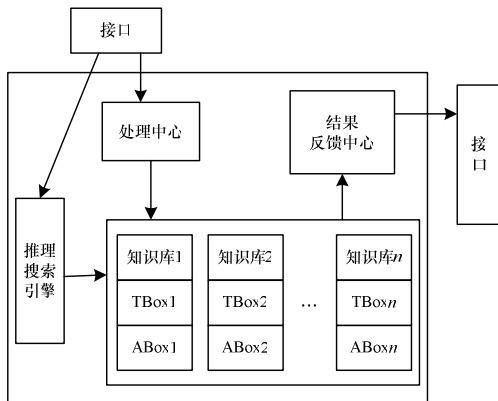 接口
处理中心
结果
反馈中心
接
口
推理
搜索
引擎
知识库1
知识库2
知识库n
TBox1
TBox2
...
TBoxn
ABox1
ABox2
ABoxn